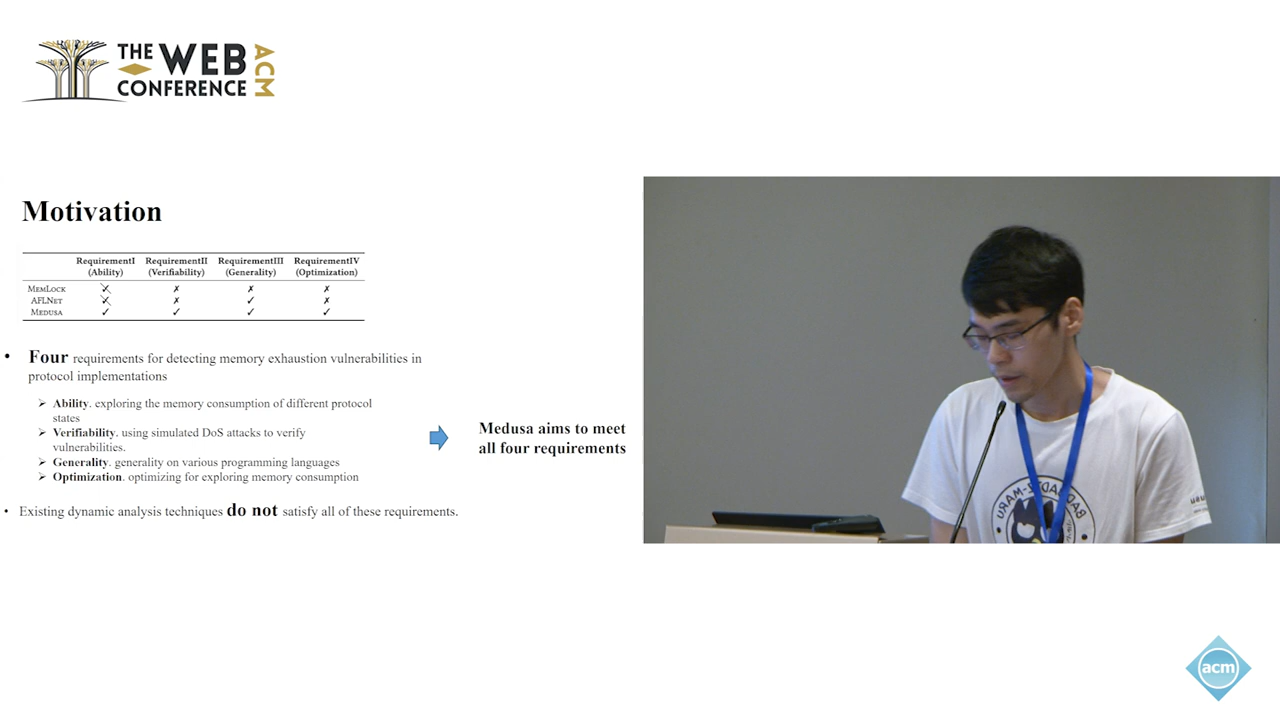 THE WEB
CONFERENCE
ACM
Motivation
RequirementI RequirementII RequirementIII RequirementIV
(Ability) (Verifiability) (Generality) (Optimization)
MEMLOCK ✗ ✗ ✗
AFLNET ✗ ✓ ✗
MEDUSA ✓ ✓ ✓ ✓
• Four requirements for detecting memory exhaustion vulnerabilities in
protocol implementations
➢ Ability. exploring the memory consumption of different protocol
states
➢ Verifiability. using simulated DoS attacks to verify
vulnerabilities.
➢ Generality. generality on various programming languages
➢ Optimization. optimizing for exploring memory consumption
Medusa aims to meet
all four requirements
• Existing dynamic analysis techniques do not satisfy all of these requirements.
BADBADTZ-MARU
acm